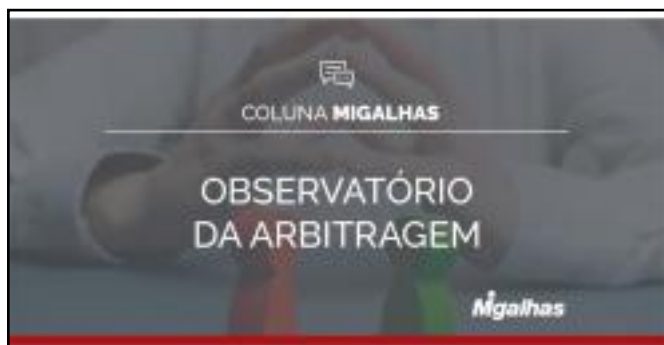 COLUNA MIGALHAS
OBSERVATÓRIO
DA ARBITRAGEM
Migalhas